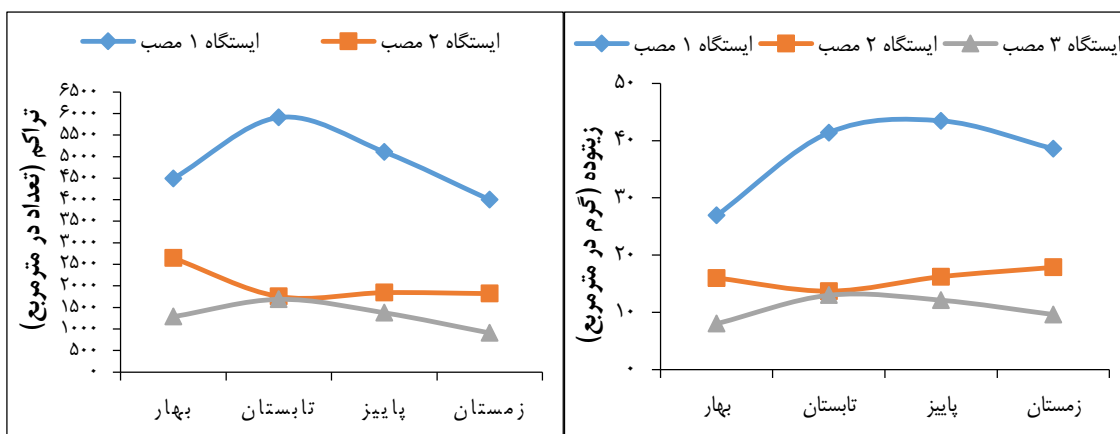 ایستگاه ۱ مصب
ایستگاه ۲ مصب
تراکم (تعداد در مترمربع)
۶۵۰۰
۶۰۰۰
۵۵۰۰
۵۰۰۰
۴۵۰۰
۴۰۰۰
۳۵۰۰
۳۰۰۰
۲۵۰۰
۲۰۰۰
۱۵۰۰
۱۰۰۰
۵۰۰
۰
بهار تابستان پاییز زمستان
ایستگاه ۱ مصب ایستگاه ۲ مصب ایستگاه ۳ مصب
زیتوده (گرم در مترمربع)
۵۰
۴۰
۳۰
۲۰
۱۰
۰
بهار تابستان پاییز زمستان